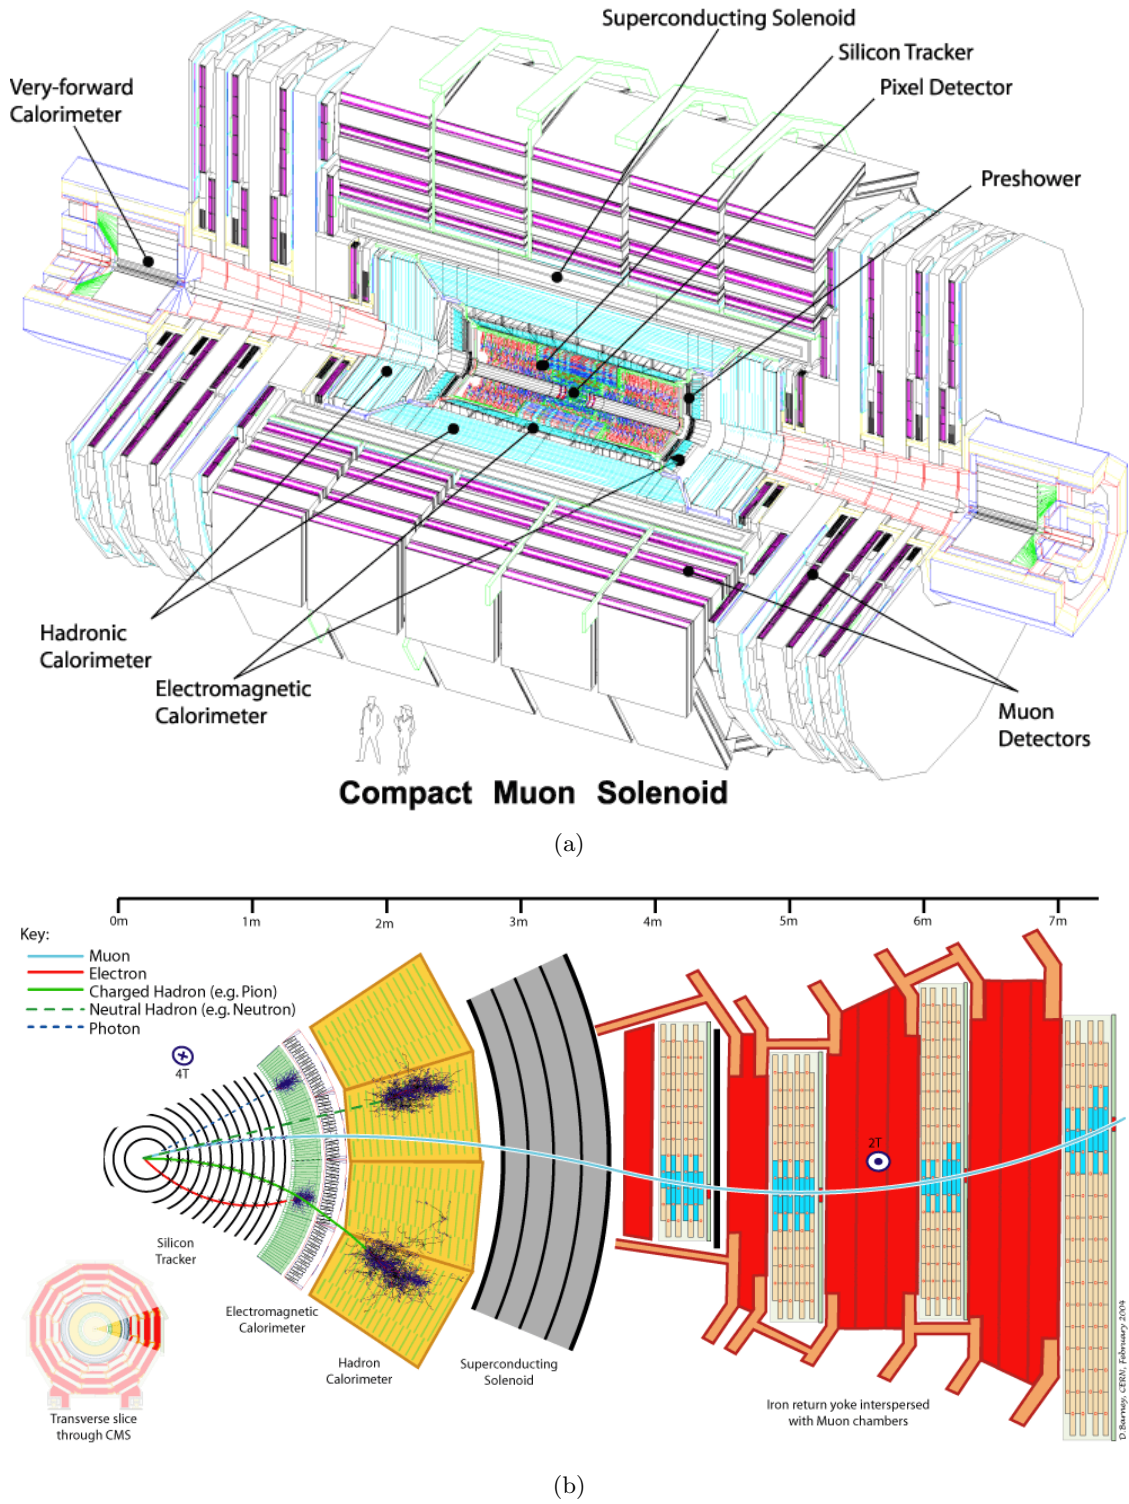 Superconducting Solenoid
Silicon Tracker
Pixel Detector
Very-forward
Calorimeter
Preshower
Hadronic
Calorimeter
Electromagnetic
Calorimeter
Muon
Detectors
Compact Muon Solenoid
(a)
0m 1m 2m 3m 4m 5m 6m 7m
Key:
Muon
Electron
Charged Hadron (e.g. Pion)
Neutral Hadron (e.g. Neutron)
Photon
4T
2T
Silicon
Tracker
Electromagnetic
Calorimeter
Hadron
Calorimeter
Superconducting
Solenoid
Iron return yoke interspersed
with Muon chambers
Transverse slice
through CMS
D.Barney, CERN, February 2004
(b)